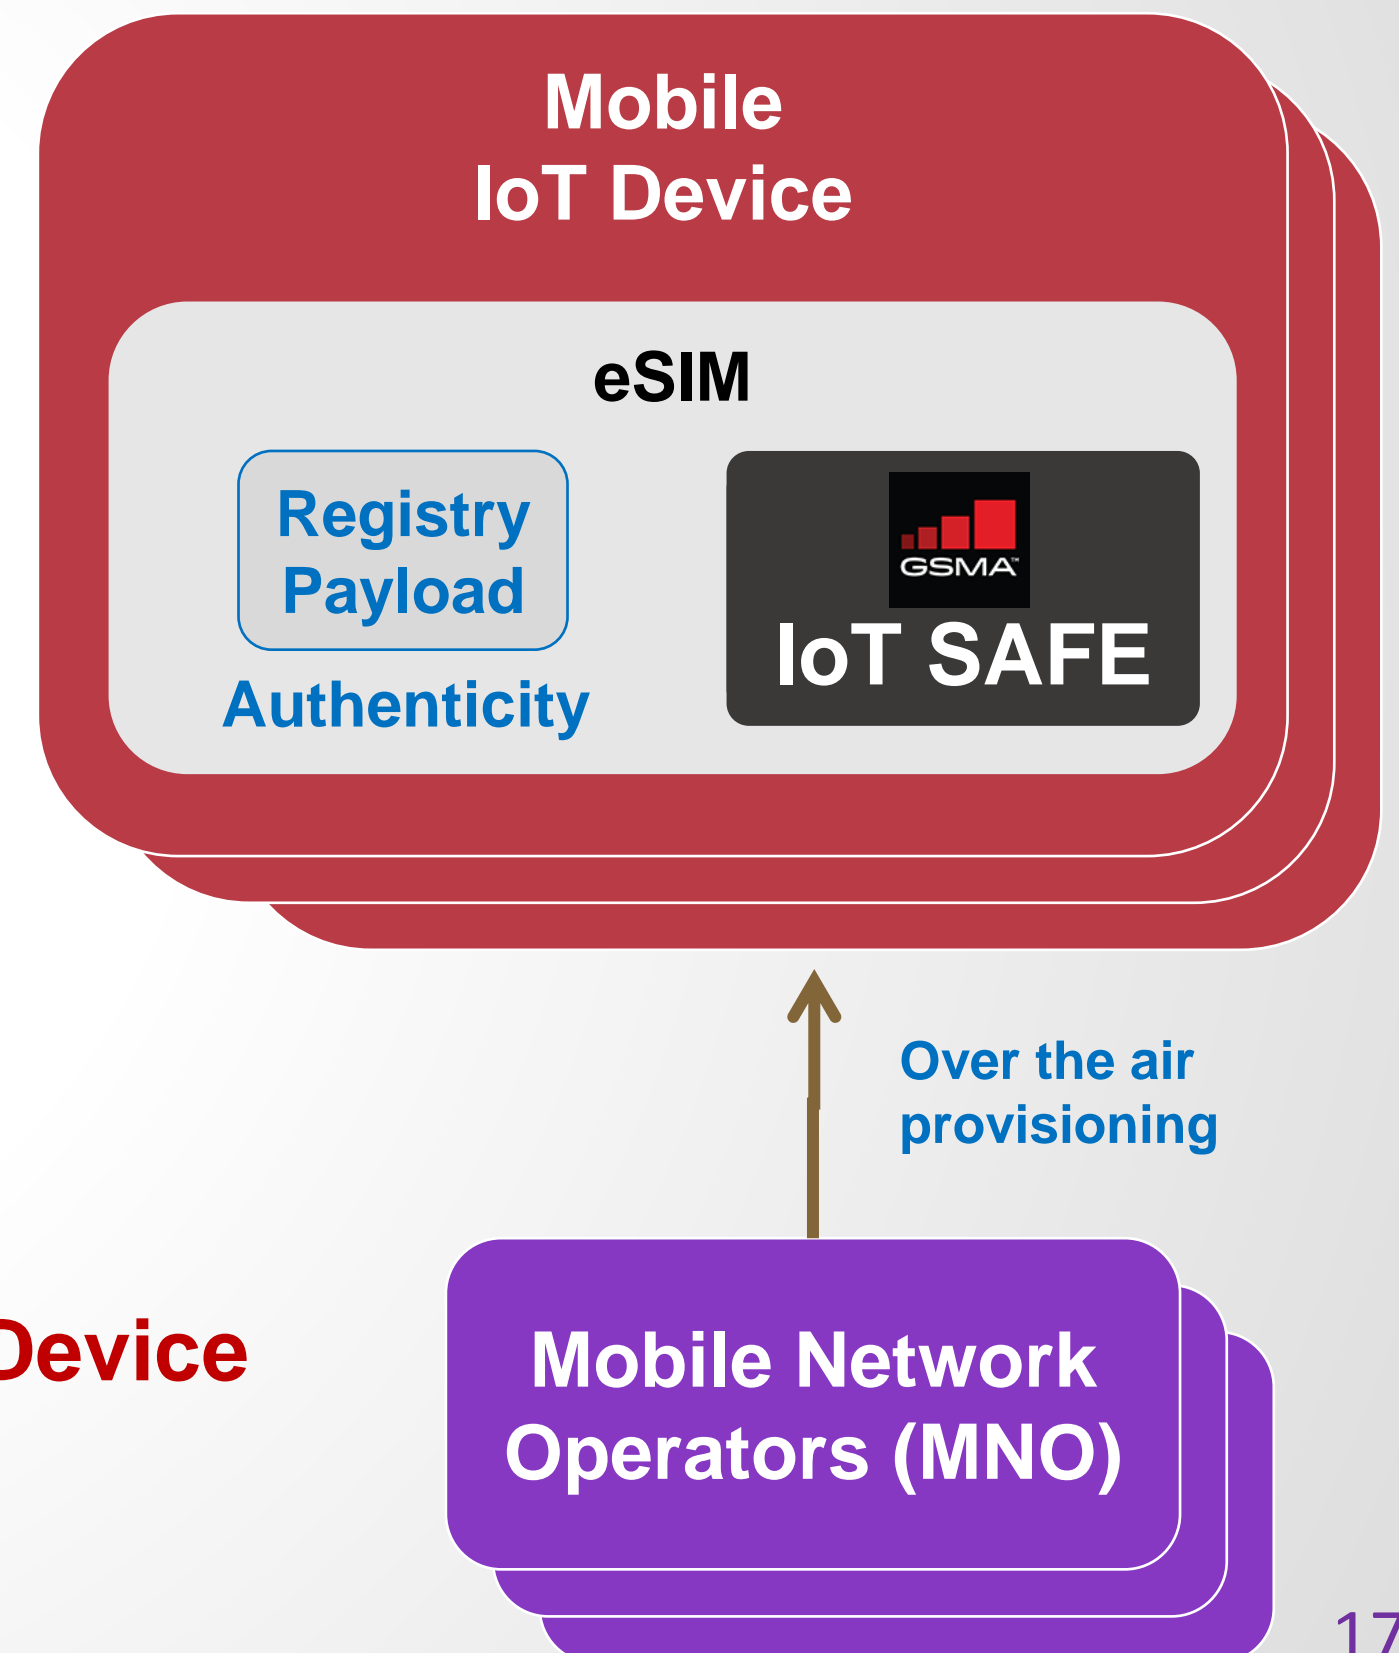 Mobile
IoT Device
eSIM
Registry
Payload
Authenticity
GSMA™
IoT SAFE
Over the air
provisioning
Device
Mobile Network
Operators (MNO)
17